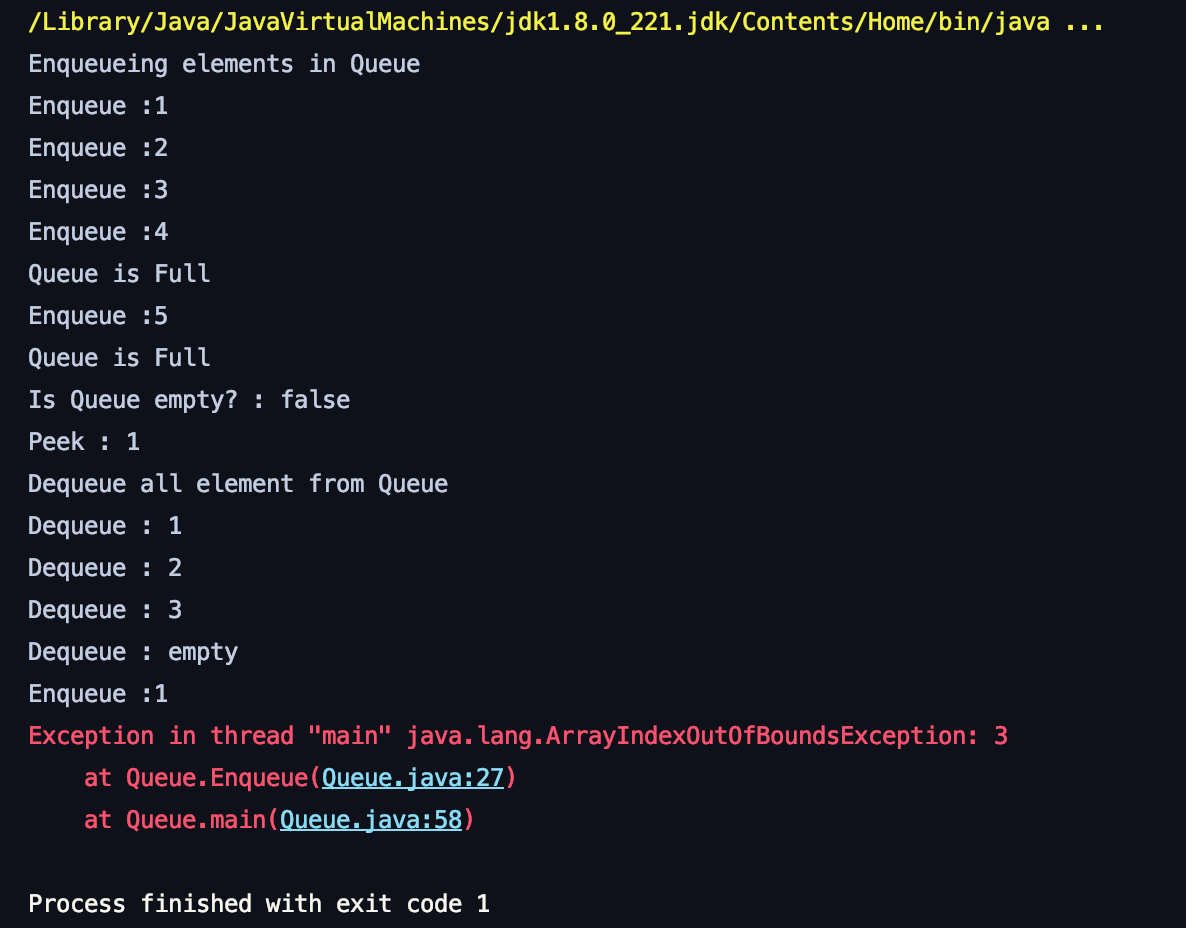 /Library/Java/JavaVirtualMachines/jdk1.8.0_221.jdk/Contents/Home/bin/java ...
Enqueueing elements in Queue
Enqueue :1
Enqueue :2
Enqueue :3
Enqueue :4
Queue is Full
Enqueue :5
Queue is Full
Is Queue empty? : false
Peek : 1
Dequeue all element from Queue
Dequeue : 1
Dequeue : 2
Dequeue : 3
Dequeue : empty
Enqueue :1
Exception in thread "main" java.lang.ArrayIndexOutOfBoundsException: 3
    at Queue.Enqueue(Queue.java:27)
    at Queue.main(Queue.java:58)
Process finished with exit code 1